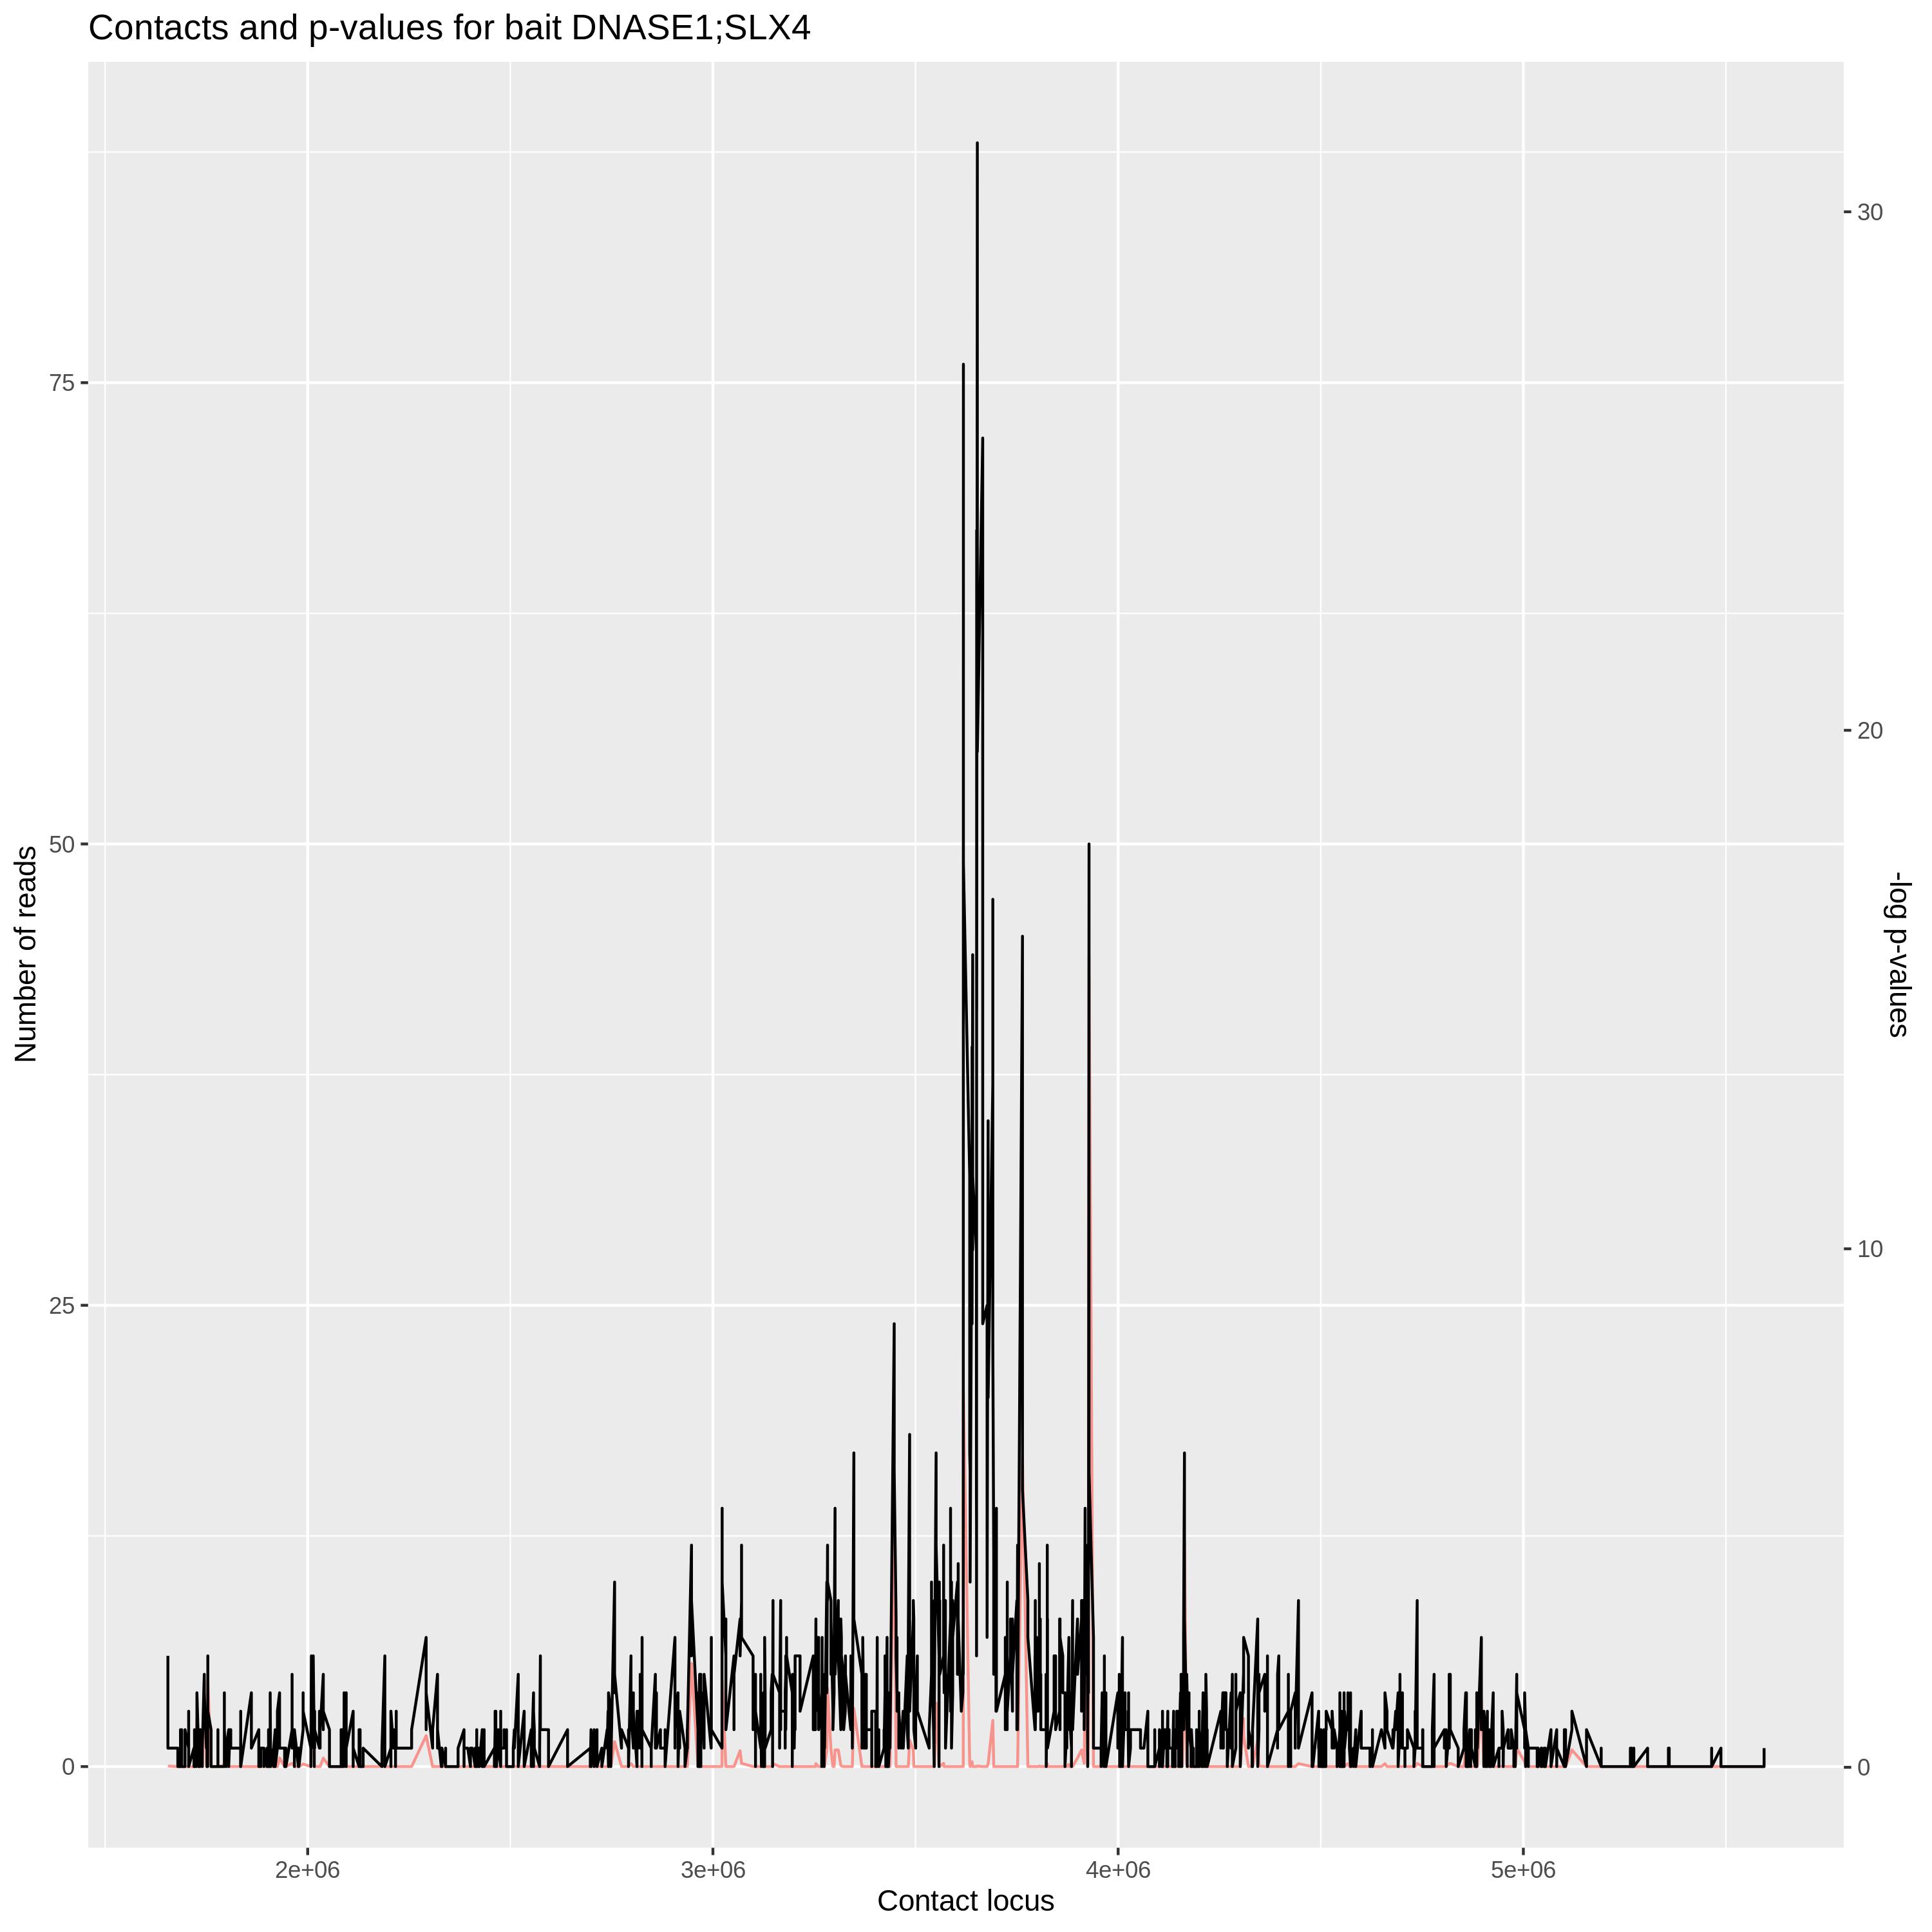 Contacts and p-values for bait DNASE1;SLX4
30
75
20
50
Number of reads
-log p-values
10
25
0
0
2e+06
3e+06
4e+06
5e+06
Contact locus